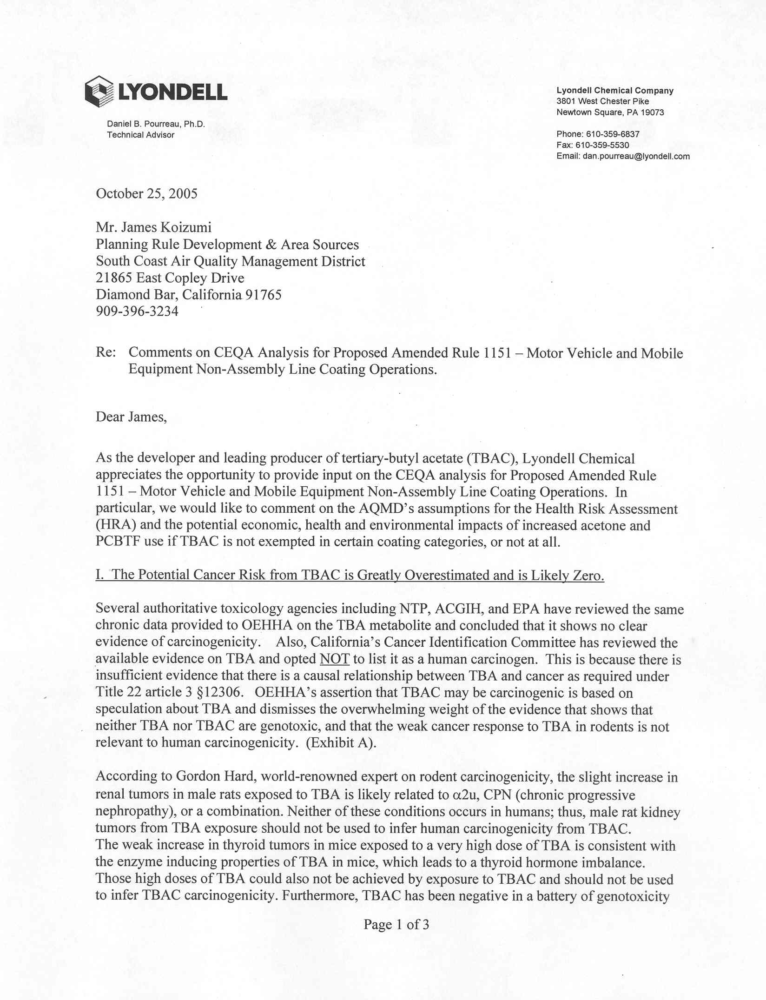 LYONDELL
Daniel B. Pourreau, Ph.D.
Technical Advisor
Lyondell Chemical Company
3801 West Chester Pike
Newtown Square, PA 19073
Phone: 610-359-6837
Fax: 610-359-5530
Email: dan.pourreau@lyondell.com
October 25, 2005
Mr. James Koizumi
Planning Rule Development & Area Sources
South Coast Air Quality Management District
21865 East Copley Drive
Diamond Bar, California 91765
909-396-3234
Re: Comments on CEQA Analysis for Proposed Amended Rule 1151 – Motor Vehicle and Mobile
Equipment Non-Assembly Line Coating Operations.
Dear James,
As the developer and leading producer of tertiary-butyl acetate (TBAC), Lyondell Chemical
appreciates the opportunity to provide input on the CEQA analysis for Proposed Amended Rule
1151 – Motor Vehicle and Mobile Equipment Non-Assembly Line Coating Operations. In
particular, we would like to comment on the AQMD's assumptions for the Health Risk Assessment
(HRA) and the potential economic, health and environmental impacts of increased acetone and
PCBTF use if TBAC is not exempted in certain coating categories, or not at all.
I. The Potential Cancer Risk from TBAC is Greatly Overestimated and is Likely Zero.
Several authoritative toxicology agencies including NTP, ACGIH, and EPA have reviewed the same
chronic data provided to OEHHA on the TBA metabolite and concluded that it shows no clear
evidence of carcinogenicity. Also, California's Cancer Identification Committee has reviewed the
available evidence on TBA and opted NOT to list it as a human carcinogen. This is because there is
insufficient evidence that there is a causal relationship between TBA and cancer as required under
Title 22 article 3 §12306. OEHHA's assertion that TBAC may be carcinogenic is based on
speculation about TBA and dismisses the overwhelming weight of the evidence that shows that
neither TBA nor TBAC are genotoxic, and that the weak cancer response to TBA in rodents is not
relevant to human carcinogenicity. (Exhibit A).
According to Gordon Hard, world-renowned expert on rodent carcinogenicity, the slight increase in
renal tumors in male rats exposed to TBA is likely related to α2u, CPN (chronic progressive
nephropathy), or a combination. Neither of these conditions occurs in humans; thus, male rat kidney
tumors from TBA exposure should not be used to infer human carcinogenicity from TBAC.
The weak increase in thyroid tumors in mice exposed to a very high dose of TBA is consistent with
the enzyme inducing properties of TBA in mice, which leads to a thyroid hormone imbalance.
Those high doses of TBA could also not be achieved by exposure to TBAC and should not be used
to infer TBAC carcinogenicity. Furthermore, TBAC has been negative in a battery of genotoxicity
Page 1 of 3